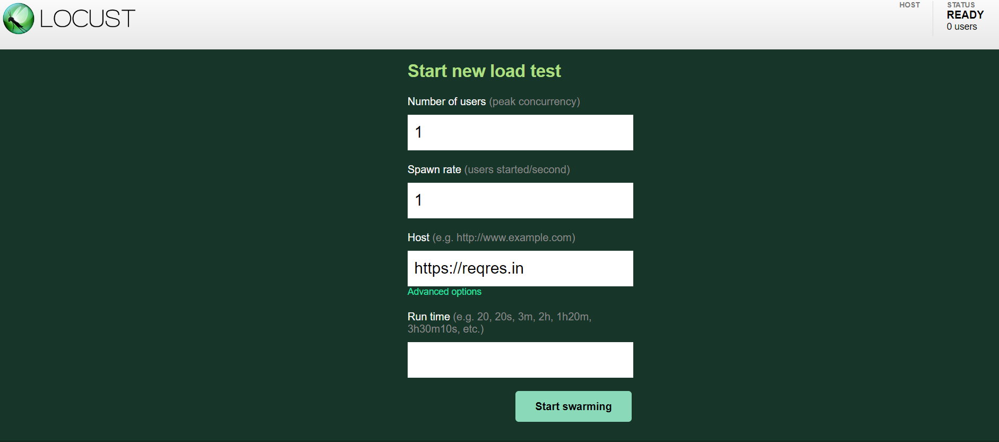 LOCUST
HOST
STATUS
READY
0 users
Start new load test
Number of users (peak concurrency)
1
Spawn rate (users started/second)
1
Host (e.g. http://www.example.com)
https://reqres.in
Advanced options
Run time (e.g. 20, 20s, 3m, 2h, 1h20m,
3h30m10s, etc.)
Start swarming